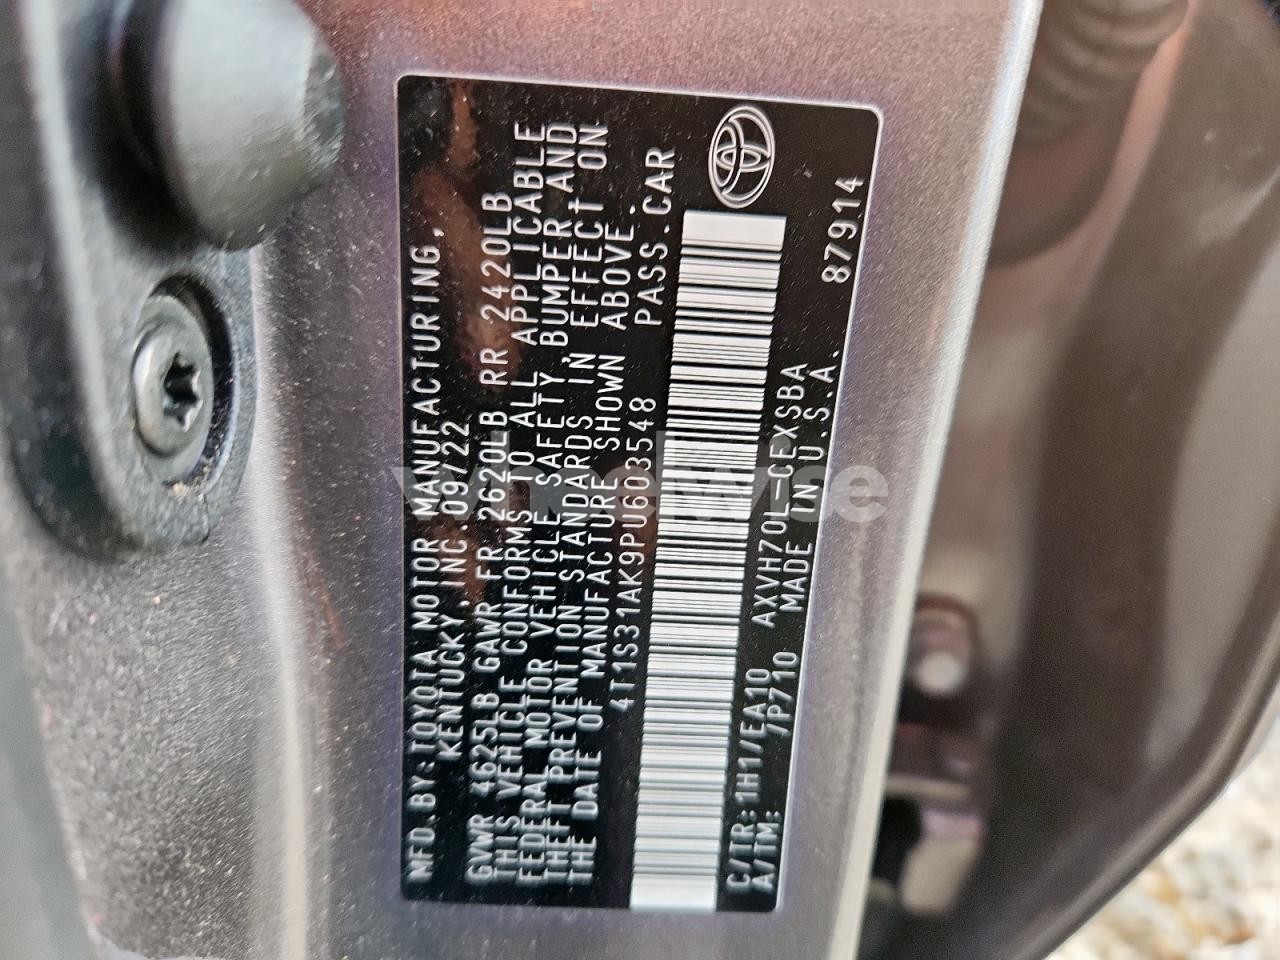 MFD.BY:TOYOTA MOTOR MANUFACTURING,
KENTUCKY, INC. 09/22
GVWR 4625LB GAWR FR 2620LB RR 2420LB
THIS VEHICLE CONFORMS TO ALL APPLICABLE
FEDERAL MOTOR VEHICLE SAFETY,BUMPER AND
THEFT PREVENTION STANDARDS IN EFFECT ON
THE DATE OF MANUFACTURE SHOWN ABOVE.
4T1S31AK9PU603548 PASS.CAR
C/TR:1H1/EA10 AXVH70L-CEXSBA 87914
A/TM: /P710 MADE IN U.S.A.